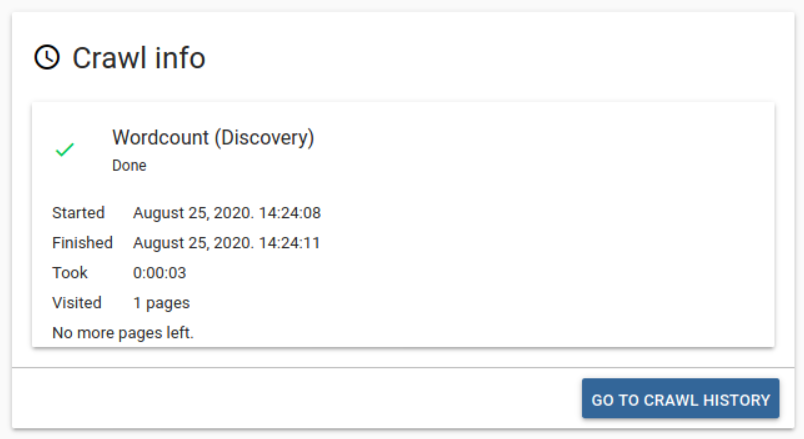 Crawl info
Wordcount (Discovery)
Done
Started August 25, 2020. 14:24:08
Finished August 25, 2020. 14:24:11
Took 0:00:03
Visited 1 pages
No more pages left.
GO TO CRAWL HISTORY